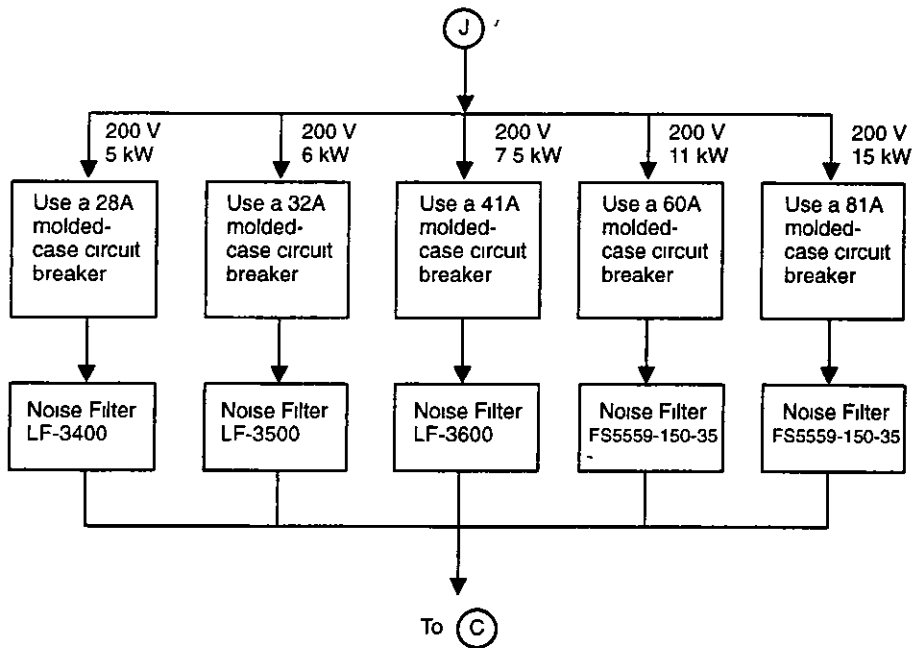 J
200 V
5 kW
200 V
6 kW
200 V
7 5 kW
200 V
11 kW
200 V
15 kW
Use a 28A
molded-
case circuit
breaker
Use a 32A
molded-
case circuit
breaker
Use a 41A
molded-
case circuit
breaker
Use a 60A
molded-
case circuit
breaker
Use a 81A
molded-
case circuit
breaker
Noise Filter
LF-3400
Noise Filter
LF-3500
Noise Filter
LF-3600
Noise Filter
FS5559-150-35
Noise Filter
FS5559-150-35
To C